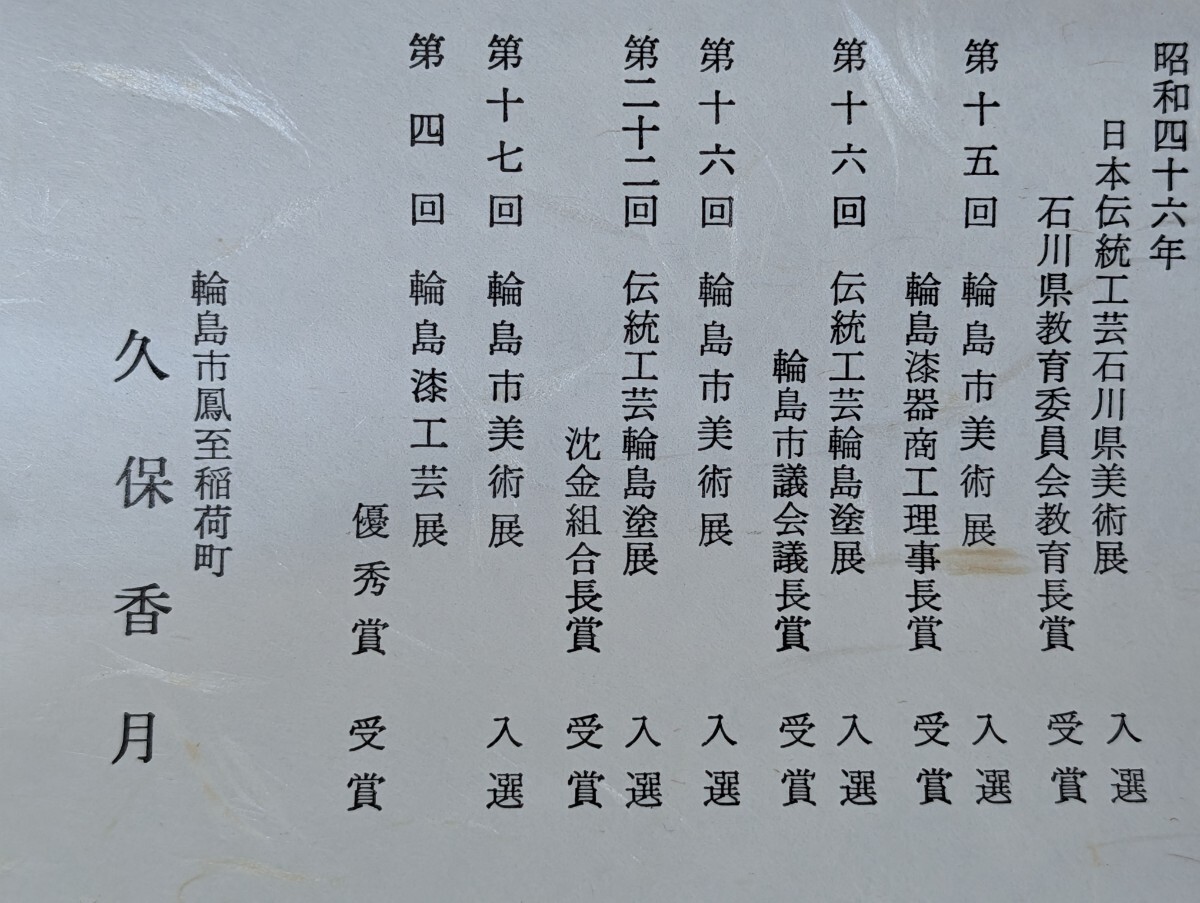 昭和四十六年
日本伝統工芸石川県美術展 入選
石川県教育委員会教育長賞 受賞
第十五回 輪島市美術展 入選
輪島漆器商工理事長賞 受賞
第十六回 伝統工芸輪島塗展 入選
輪島市議会議長賞 受賞
第十六回 輪島市美術展 入選
第二十二回 伝統工芸輪島塗展 入選
沈金組合長賞 受賞
第十七回 輪島市美術展 入選
第四回 輪島漆工芸展
優秀賞 受賞
輪島市鳳至稲荷町
久保香月